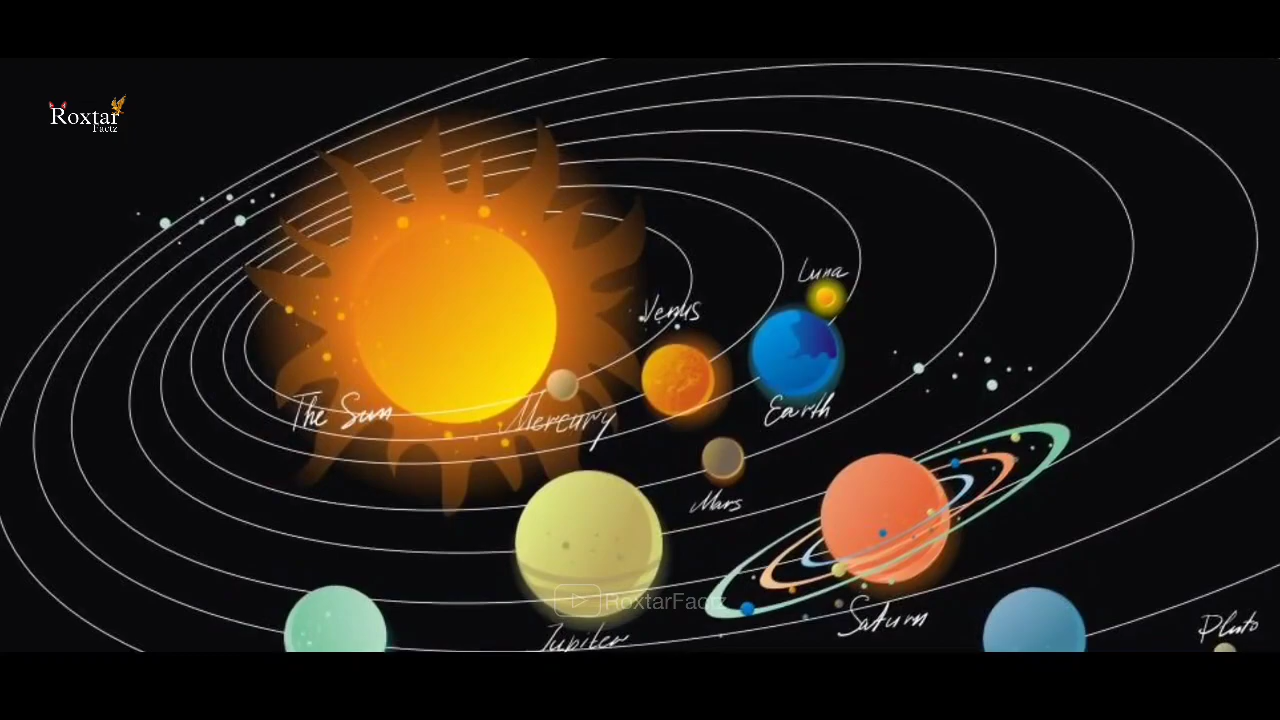 Roxtar
Factz
Luna
Venus
The Sun
Mercury
Earth
Mars
RoxtarFactz
Saturn
Jupiter
Pluto